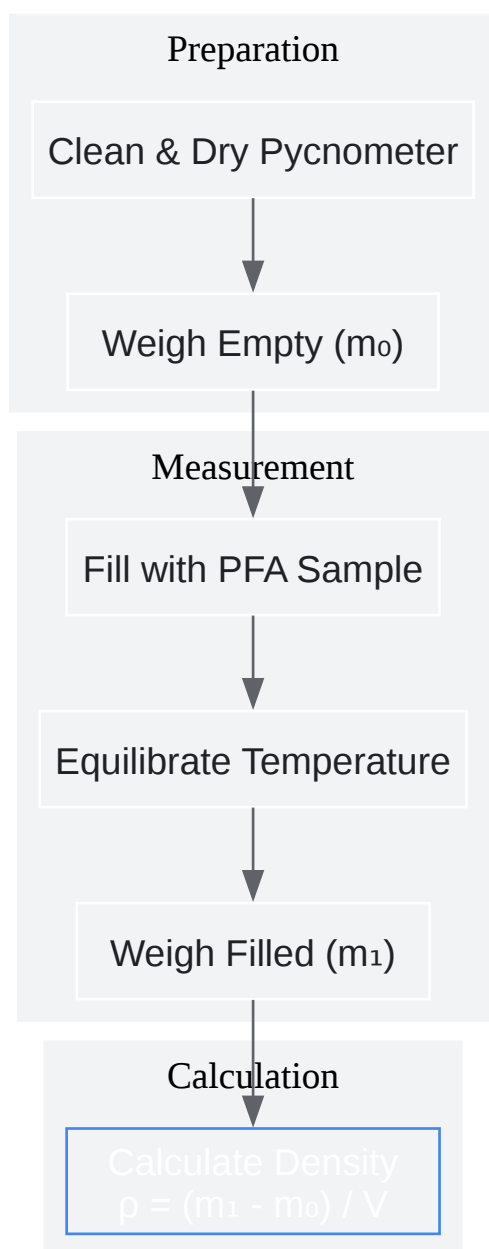 Preparation
Clean & Dry Pycnometer
Weigh Empty (m₀)
Measurement
Fill with PFA Sample
Equilibrate Temperature
Weigh Filled (m₁)
Calculation
Calculate Density
ρ = (m₁ - m₀) / V